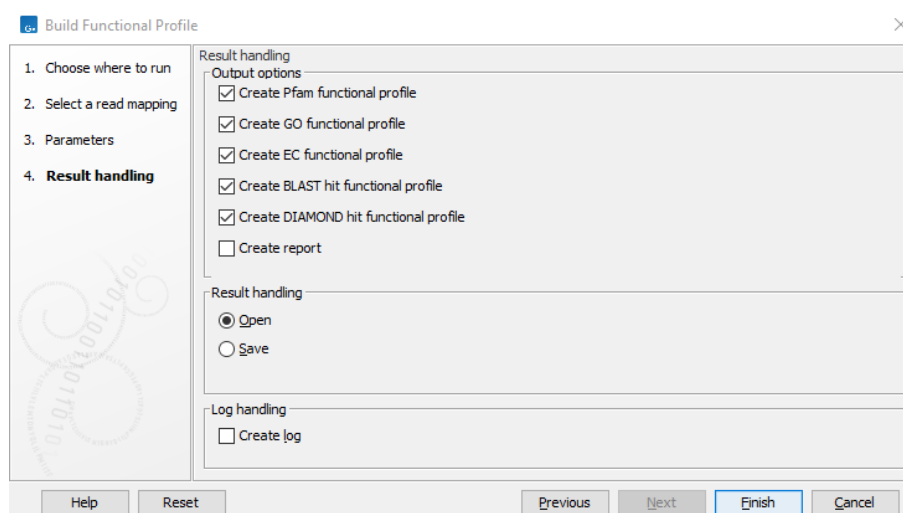 Build Functional Profile
1. Choose where to run
2. Select a read mapping
3. Parameters
4. Result handling
Result handling
Output options
Create Pfam functional profile
Create GO functional profile
Create EC functional profile
Create BLAST hit functional profile
Create DIAMOND hit functional profile
Create report
Result handling
Open
Save
Log handling
Create log
Help Reset Previous Next Finish Cancel